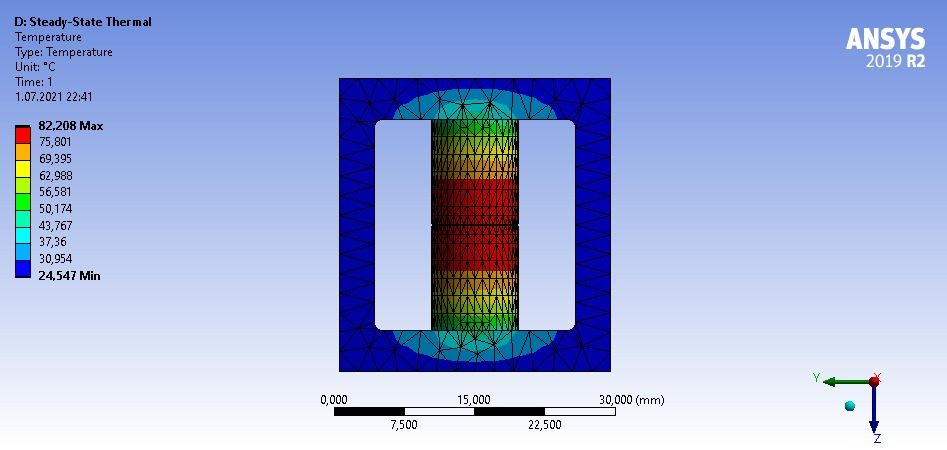 D: Steady-State Thermal
Temperature
Type: Temperature
Unit: °C
Time: 1
1.07.2021 22:41
82,208 Max
75,801
69,395
62,988
56,581
50,174
43,767
37,36
30,954
24,547 Min
ANSYS
2019 R2
0,000 15,000 30,000 (mm)
7,500 22,500
Y X
Z